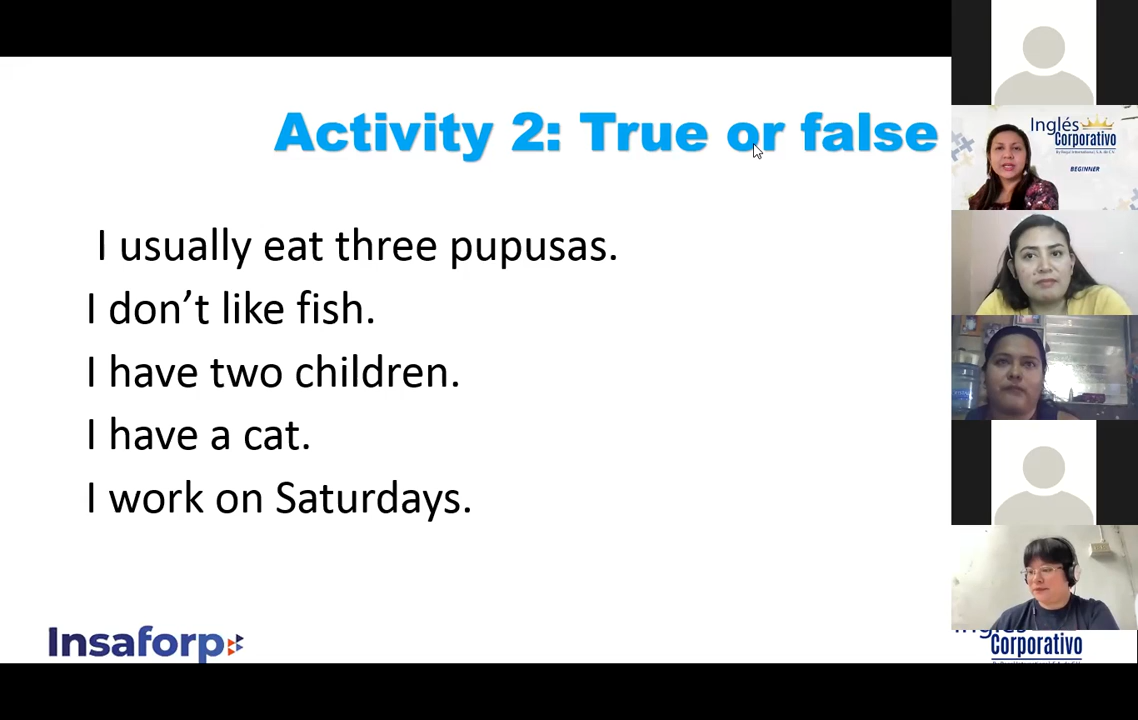 Activity 2: True or false
I usually eat three pupusas.
I don’t like fish.
I have two children.
I have a cat.
I work on Saturdays.
Insaforp
Inglés
Corporativo
BEGINNER
Corporativo